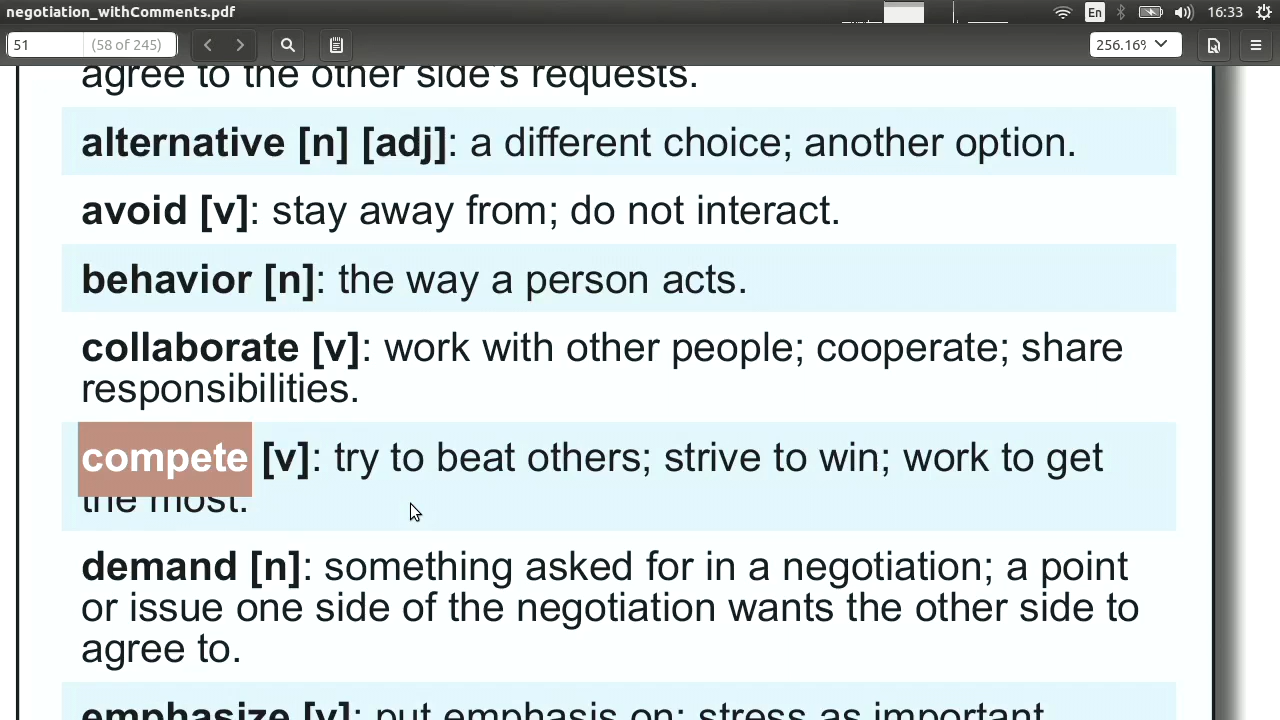 negotiation_withComments.pdf
En
16:33
51
(58 of 245)
256.16%
agree to the other side's requests.
alternative [n] [adj]: a different choice; another option.
avoid [v]: stay away from; do not interact.
behavior [n]: the way a person acts.
collaborate [v]: work with other people; cooperate; share
responsibilities.
compete [v]: try to beat others; strive to win; work to get
the most.
demand [n]: something asked for in a negotiation; a point
or issue one side of the negotiation wants the other side to
agree to.
emphasize [v]: put emphasis on; stress as important